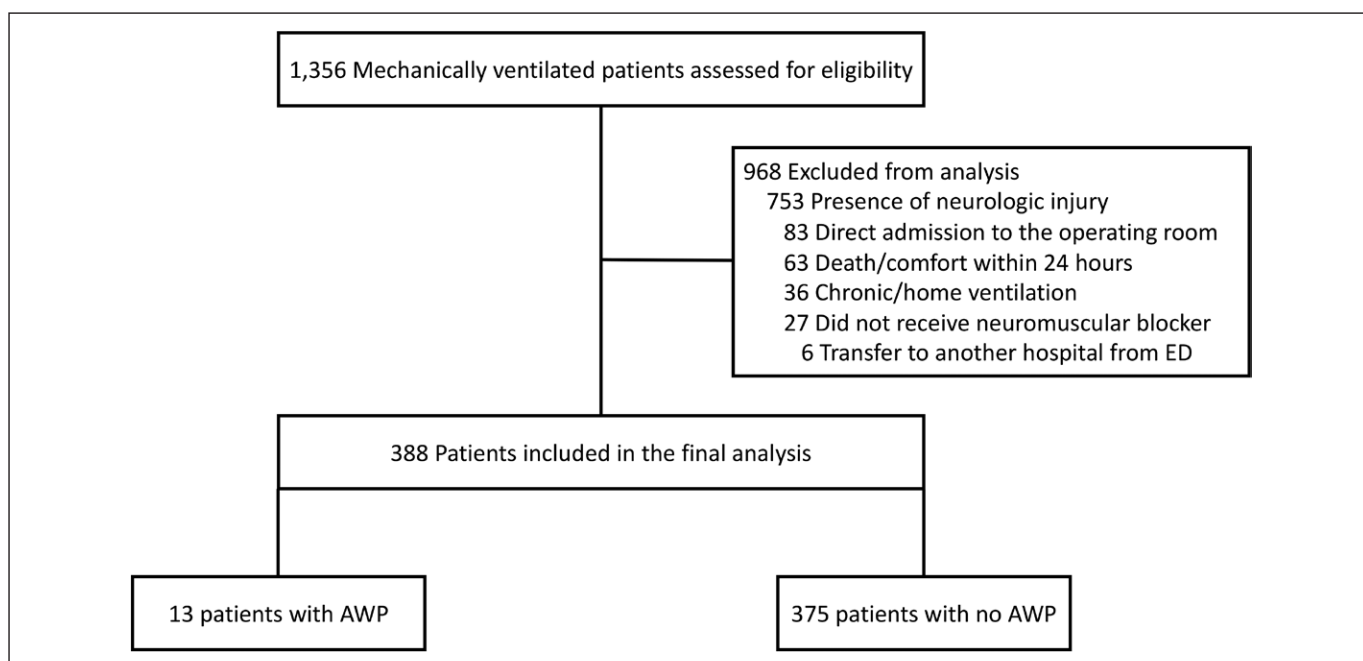 1,356 Mechanically ventilated patients assessed for eligibility
968 Excluded from analysis
753 Presence of neurologic injury
83 Direct admission to the operating room
63 Death/comfort within 24 hours
36 Chronic/home ventilation
27 Did not receive neuromuscular blocker
6 Transfer to another hospital from ED
388 Patients included in the final analysis
13 patients with AWP
375 patients with no AWP